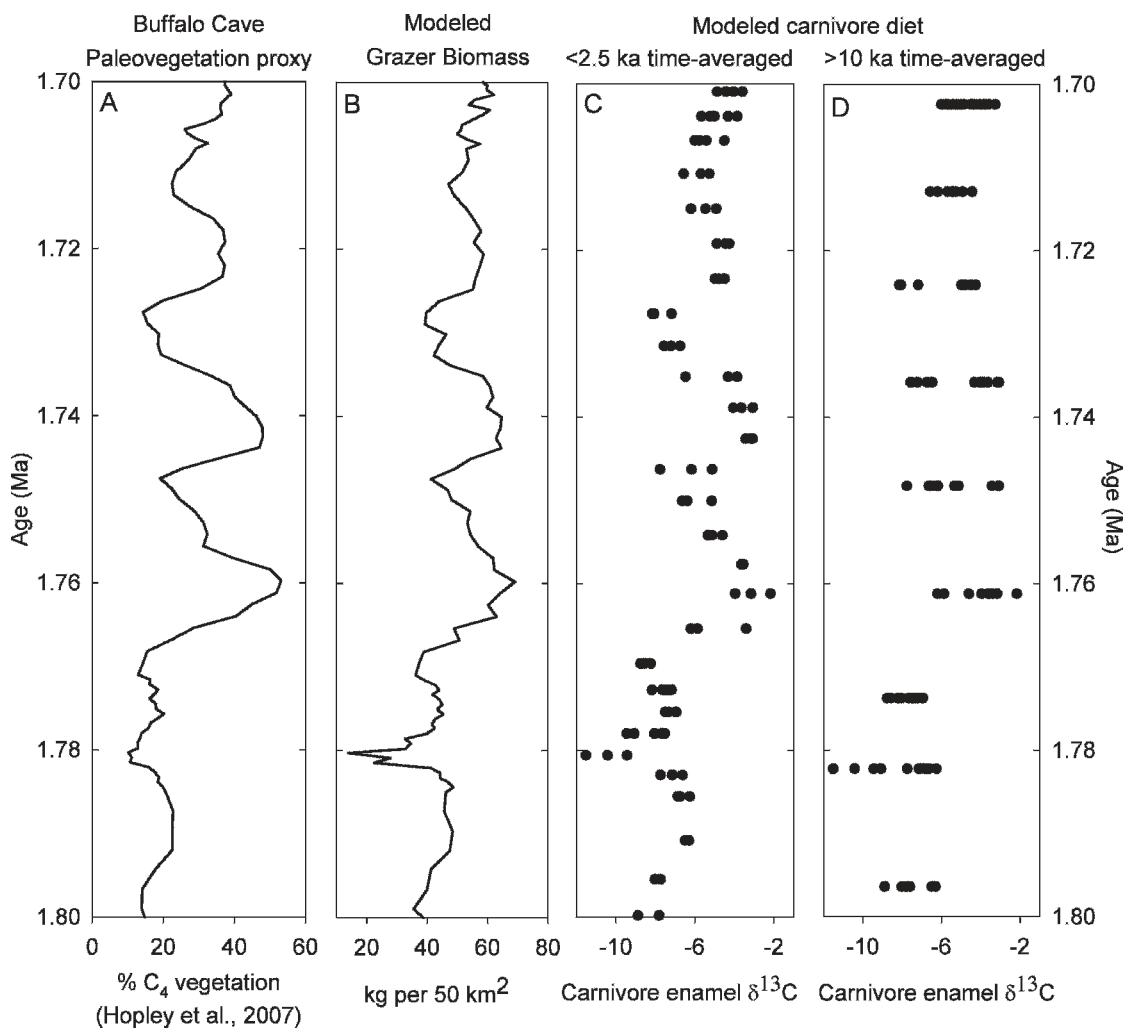 Buffalo Cave
Paleovegetation proxy
Modeled
Grazer Biomass
Modeled carnivore diet
<2.5 ka time-averaged
>10 ka time-averaged
A
B
C
D
1.70
1.72
1.74
1.76
1.78
1.80
Age (Ma)
1.70
1.72
1.74
1.76
1.78
1.80
Age (Ma)
0 20 40 60
20 40 60 80
-10 -6 -2
-10 -6 -2
% C4 vegetation
(Hopley et al., 2007)
kg per 50 km2
Carnivore enamel δ13C
Carnivore enamel δ13C